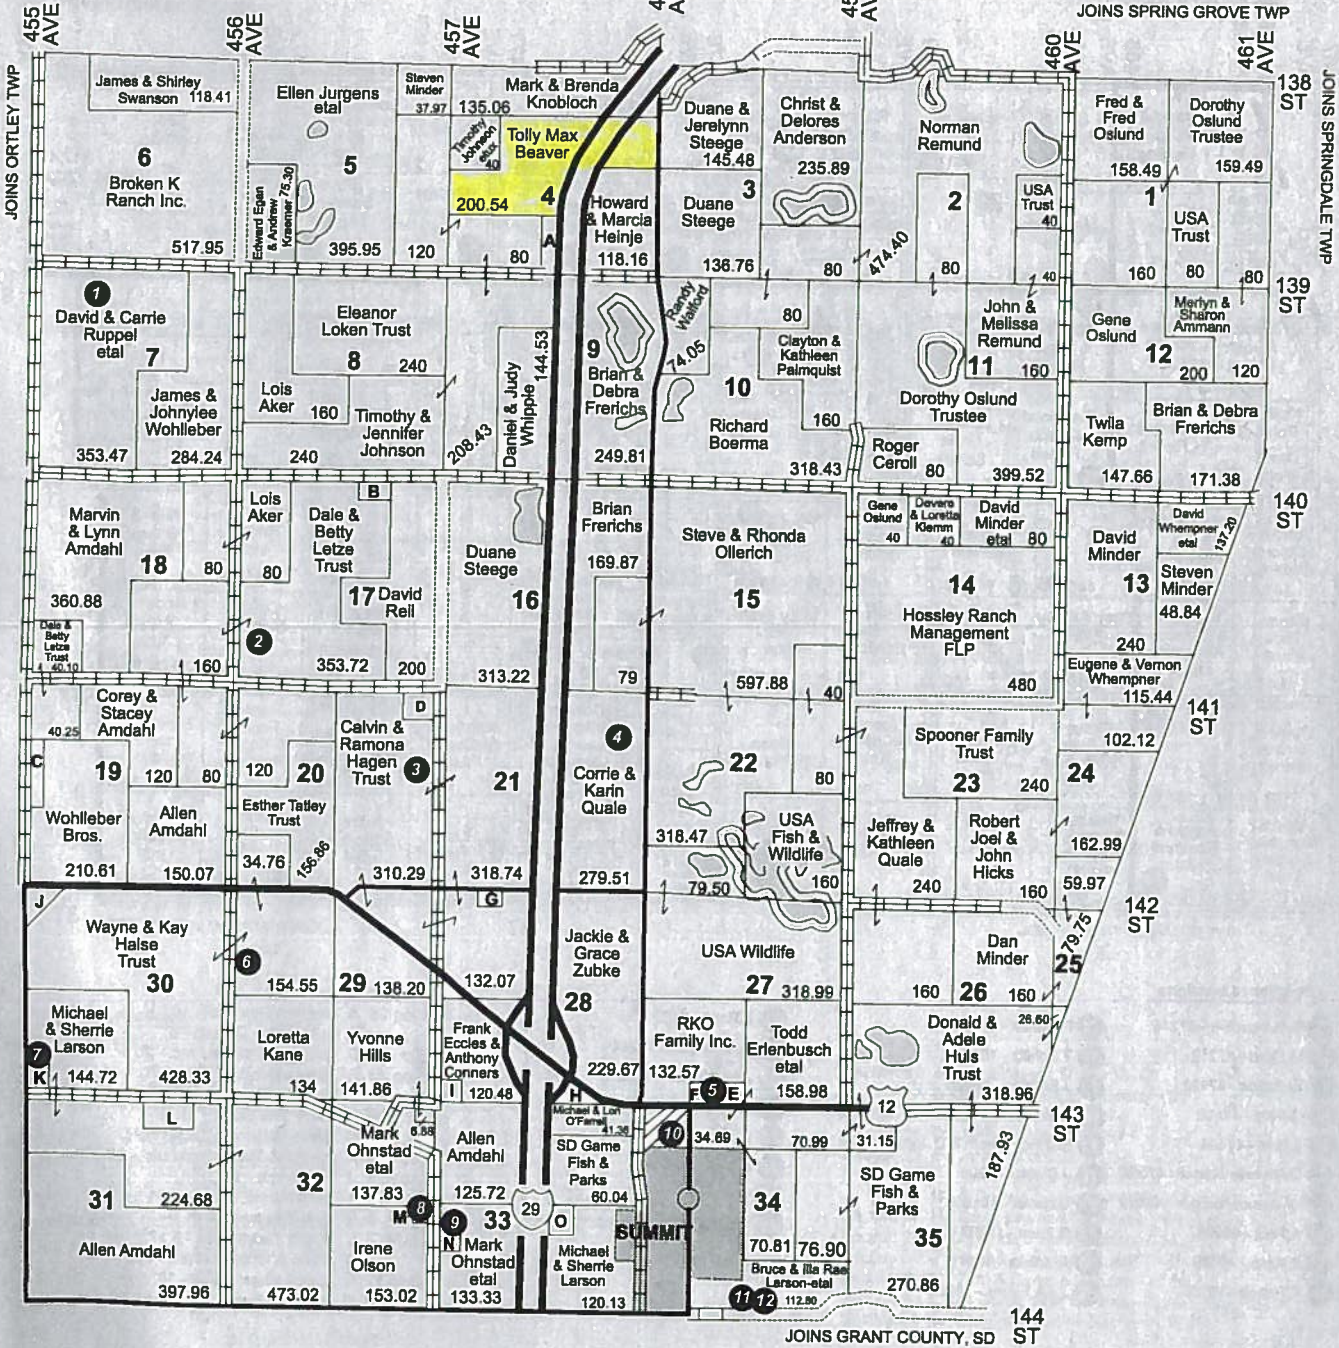 JOINS SPRING GROVE TWP
455 AVE
456 AVE
457 AVE
460 AVE
461 AVE
JOINS ORTLEY TWP
JOINS SPRINGDALE TWP
138 ST
139 ST
140 ST
141 ST
142 ST
143 ST
144 ST
James & Shirley
Swanson 118.41
6
Broken K
Ranch Inc.
517.95
Ellen Jurgens
etal
5
Edward Egen
& Andrew
Kraemer 75.30
395.95
Steven
Minder
37.97
120
135.06
Mark & Brenda
Knobloch
Timothy
Johnson
etux
40
Tolly Max
Beaver
200.54
4
A
80
Howard
& Marcia
Heinje
118.16
Duane &
Jerelynn
Steege
145.48
Christ &
Delores
Anderson
235.89
3
Duane
Steege
136.76
80
Norman
Remund
2
474.40
80
USA
Trust
40
40
Fred &
Fred
Oslund
158.49
Dorothy
Oslund
Trustee
159.49
1
USA
Trust
160
80
80
1
David & Carrie
Ruppel
etal
7
James &
Johnylee
Wohlleber
353.47
284.24
Eleanor
Loken Trust
8
240
Lois
Aker
160
Timothy &
Jennifer
Johnson
240
208.43
Daniel & Judy
Whipple
144.53
9
Brian &
Debra
Frerichs
249.81
Randy
Walford
74.05
80
Clayton &
Kathleen
Palmquist
10
Richard
Boerma
160
318.43
John &
Melissa
Remund
11
160
Dorothy Oslund
Trustee
Roger
Ceroll
80
399.52
Gene
Oslund
Merlyn &
Sharon
Ammann
12
200
120
Twila
Kemp
147.66
Brian & Debra
Frerichs
171.38
Marvin
& Lynn
Amdahl
18
80
360.88
Dale &
Betty
Letze
Trust
40.10
160
Lois
Aker
80
B
Dale &
Betty
Letze
Trust
17
David
Reil
2
353.72
200
Duane
Steege
16
313.22
Brian
Frerichs
169.87
79
Steve & Rhonda
Ollerich
15
597.88
40
Gene
Oslund
40
Devere
& Loretta
Klemm
40
David
Minder
etal 80
14
Hossley Ranch
Management
FLP
480
David
Minder
13
240
David
Whempner
etal
137.20
Steven
Minder
48.84
Eugene & Vernon
Whempner
115.44
Corey &
Stacey
Amdahl
40.25
C
19
120
80
Wohlleber
Bros.
210.61
Allen
Amdahl
150.07
D
Calvin &
Ramona
Hagen
Trust
3
120
20
Esther Tatley
Trust
34.76
156.86
310.29
21
318.74
4
Corrie &
Karin
Quale
279.51
22
80
318.47
USA
Fish &
Wildlife
160
79.50
Spooner Family
Trust
23
240
Jeffrey &
Kathleen
Quale
240
Robert
Joel &
John
Hicks
160
102.12
24
162.99
59.97
J
Wayne & Kay
Halse
Trust
30
Michael
& Sherrie
Larson
7
K
144.72
428.33
6
154.55
29
138.20
Loretta
Kane
134
Yvonne
Hills
141.86
G
132.07
Frank
Eccles &
Anthony
Conners
I
120.48
Jackie &
Grace
Zubke
28
229.67
H
USA Wildlife
27
318.99
RKO
Family Inc.
132.57
Todd
Erlenbusch
etal
158.98
F
5
E
Dan
Minder
160
26
160
79.75
25
Donald &
Adele
Huls
Trust
26.60
318.96
12
L
31
224.68
Allen Amdahl
397.96
32
473.02
6.88
Mark
Ohnstad
etal
137.83
8
M
Irene
Olson
153.02
Allen
Amdahl
125.72
9
N
33
Mark
Ohnstad
etal
133.33
29
Michael & Lori
O'Farrell
41.36
SD Game
Fish &
Parks
60.04
O
Michael
& Sherrie
Larson
120.13
SUMMIT
10
34.69
70.99
31.15
34
70.81
76.90
Bruce & Illa Rae
Larson-etal
11
12
112.80
SD Game
Fish &
Parks
35
270.86
187.93
JOINS GRANT COUNTY, SD